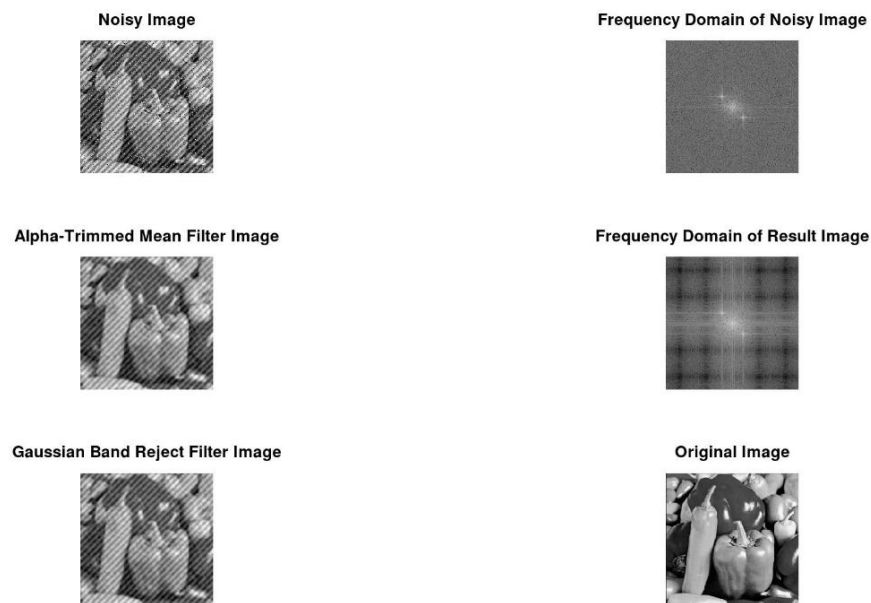 Noisy Image
Frequency Domain of Noisy Image
Alpha-Trimmed Mean Filter Image
Frequency Domain of Result Image
Gaussian Band Reject Filter Image
Original Image